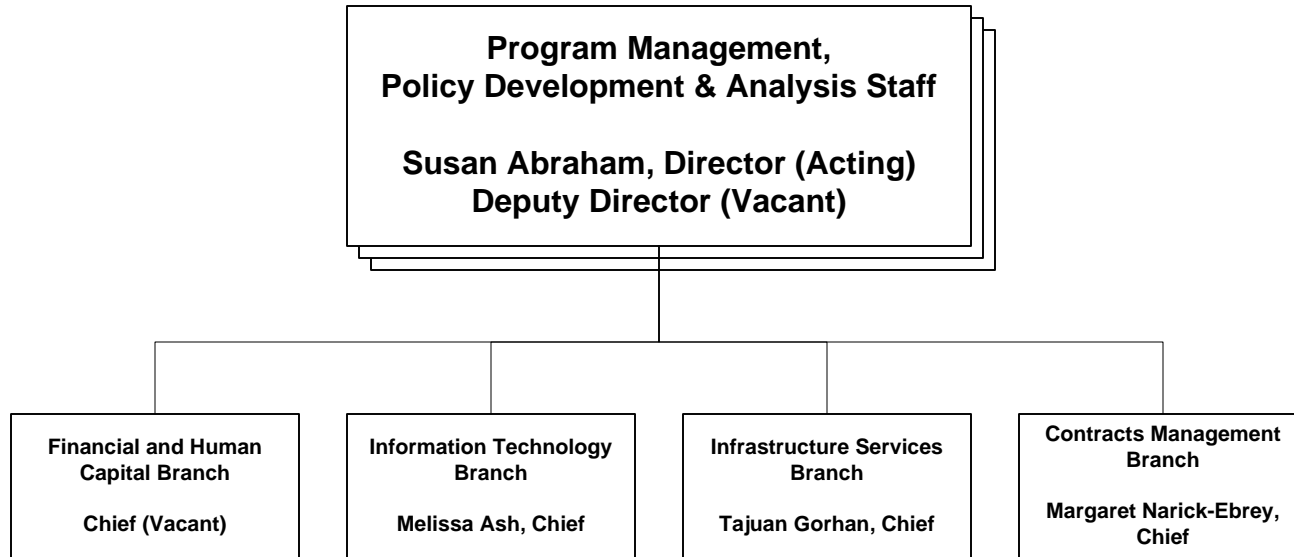 Program Management,
Policy Development & Analysis Staff
Susan Abraham, Director (Acting)
Deputy Director (Vacant)
Financial and Human
Capital Branch
Chief (Vacant)
Information Technology
Branch
Melissa Ash, Chief
Infrastructure Services
Branch
Tajuan Gorhan, Chief
Contracts Management
Branch
Margaret Narick-Ebrey,
Chief